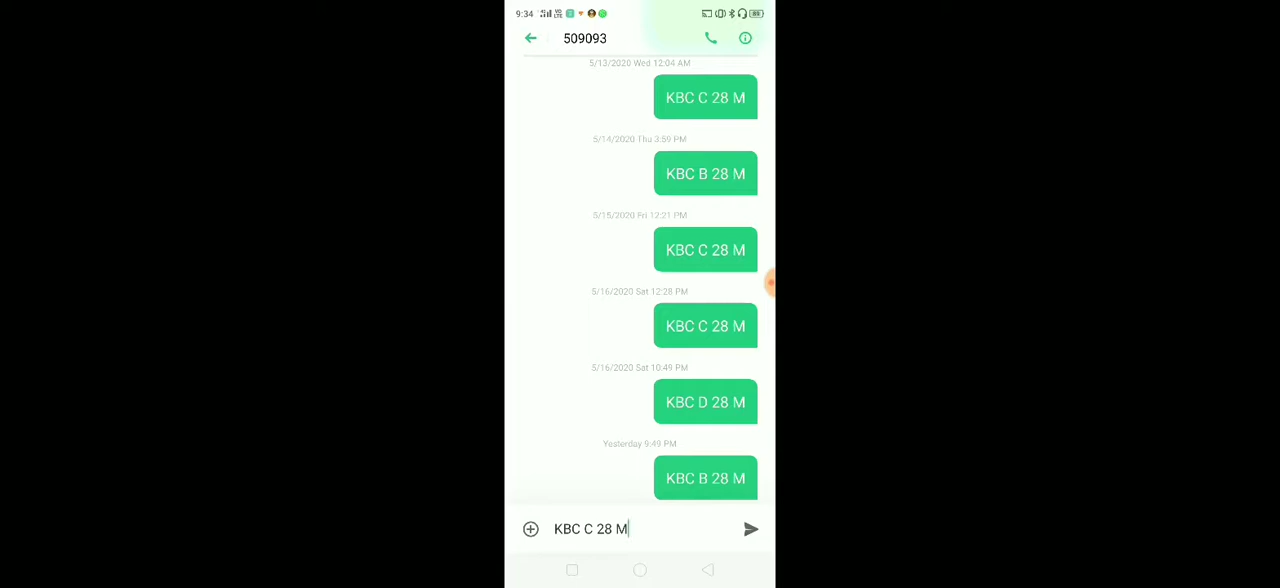 9:34
509093
5/13/2020 Wed 12:04 AM
KBC C 28 M
5/14/2020 Thu 3:59 PM
KBC B 28 M
5/15/2020 Fri 12:21 PM
KBC C 28 M
5/16/2020 Sat 12:28 PM
KBC C 28 M
5/16/2020 Sat 10:49 PM
KBC D 28 M
Yesterday 9:49 PM
KBC B 28 M
KBC C 28 M